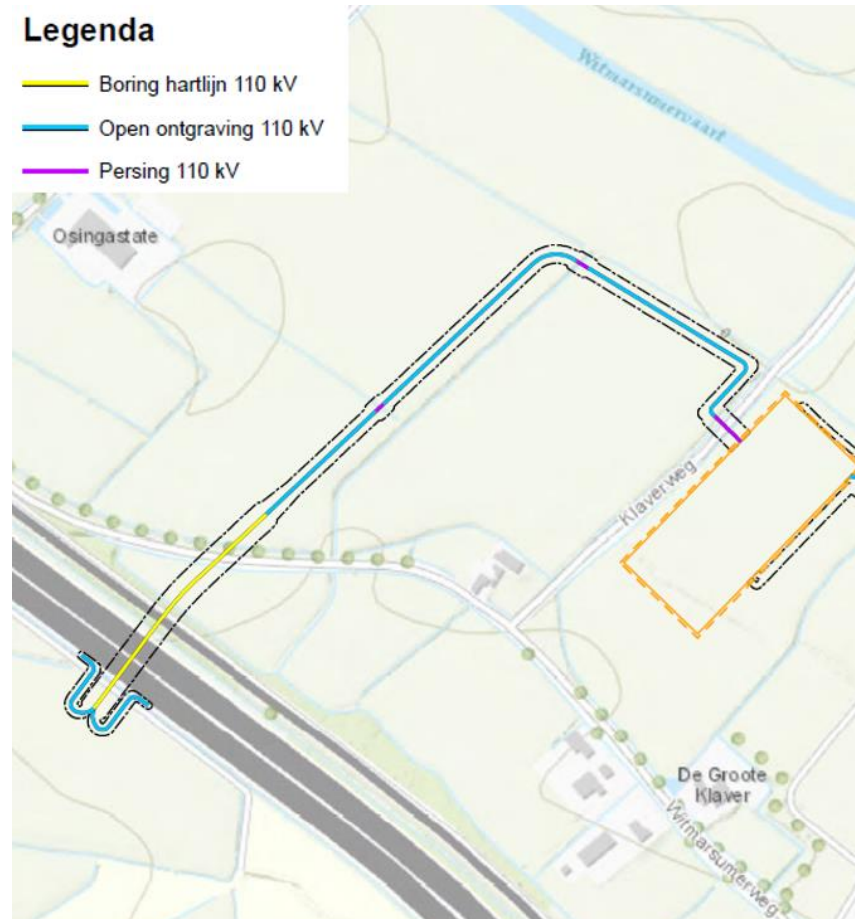 Legenda
Boring hartlijn 110 kV
Open ontgraving 110 kV
Persing 110 kV
Witmarsumervaart
Osingastate
Klaverweg
De Groote
Klaver
Witmarsumerweg